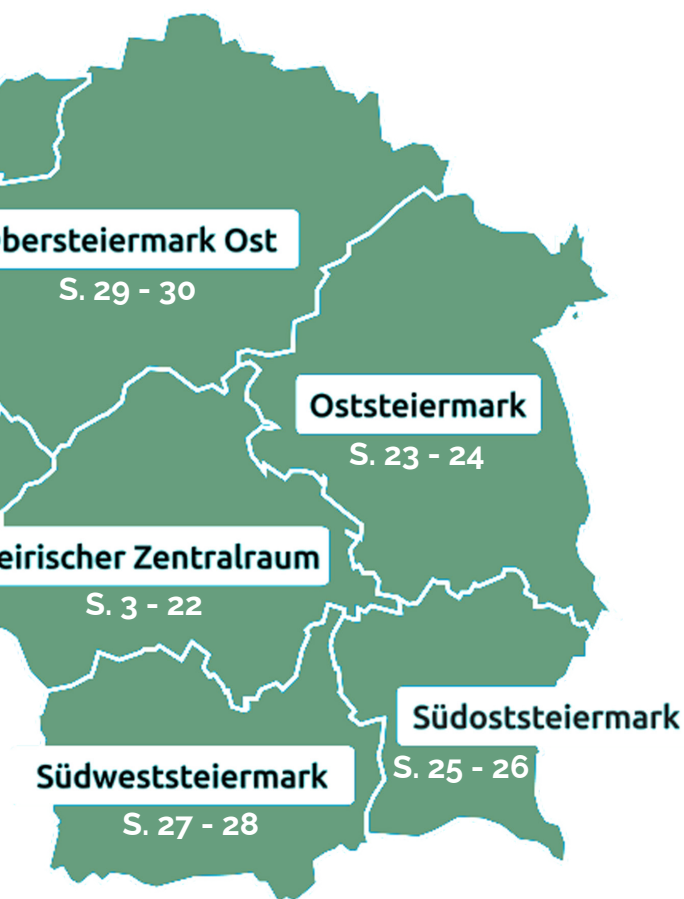 bersteiermark Ost
S. 29 - 30
Oststeiermark
S. 23 - 24
eirischer Zentralraum
S. 3 - 22
Südoststeiermark
S. 25 - 26
Südweststeiermark
S. 27 - 28